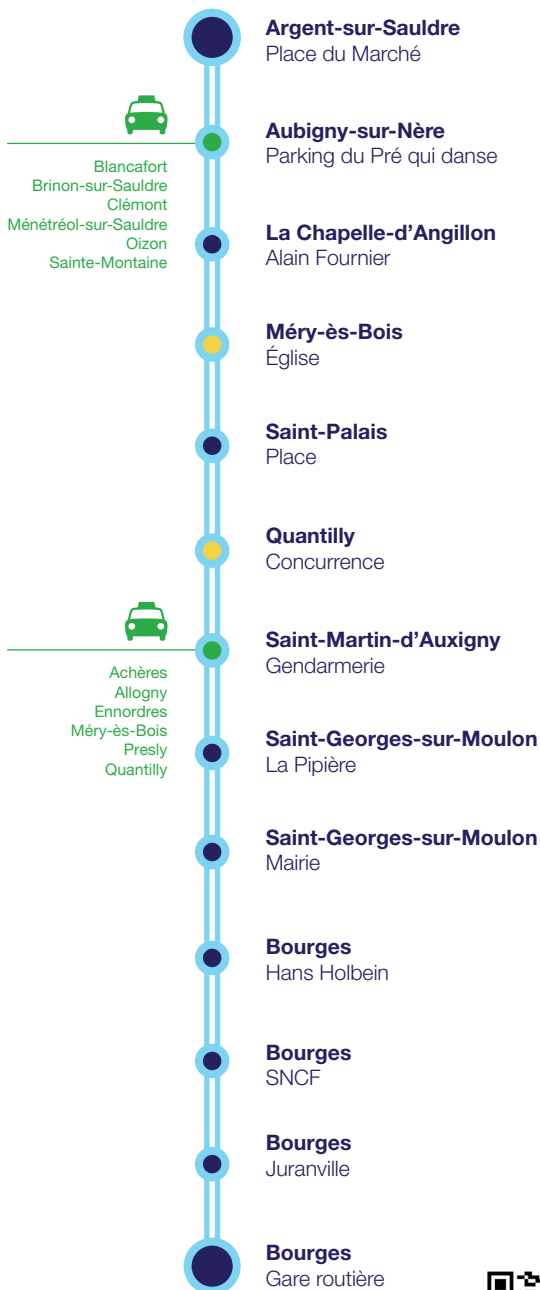 Argent-sur-Sauldre
Place du Marché
Aubigny-sur-Nère
Parking du Pré qui danse
Blancafort
Brinon-sur-Sauldre
Clémont
Ménétréol-sur-Sauldre
Oizon
Sainte-Montaine
La Chapelle-d'Angillon
Alain Fournier
Méry-ès-Bois
Église
Saint-Palais
Place
Quantilly
Concurrence
Saint-Martin-d'Auxigny
Gendarmerie
Achères
Allogny
Ennordres
Méry-ès-Bois
Presly
Quantilly
Saint-Georges-sur-Moulon
La Pipière
Saint-Georges-sur-Moulon
Mairie
Bourges
Hans Holbein
Bourges
SNCF
Bourges
Juranville
Bourges
Gare routière